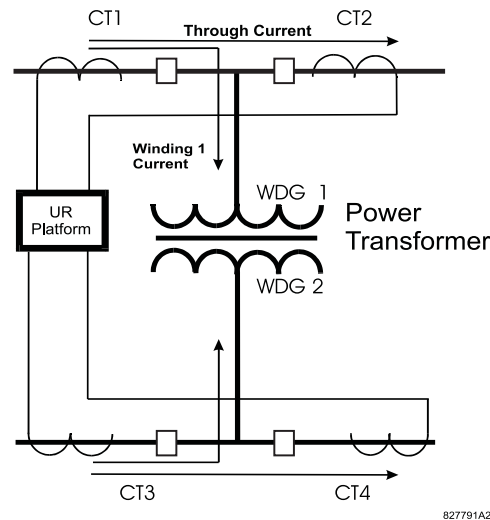 CT1
CT2
Through Current
Winding 1
Current
WDG 1
UR
Platform
Power
Transformer
WDG 2
CT3
CT4
827791A2